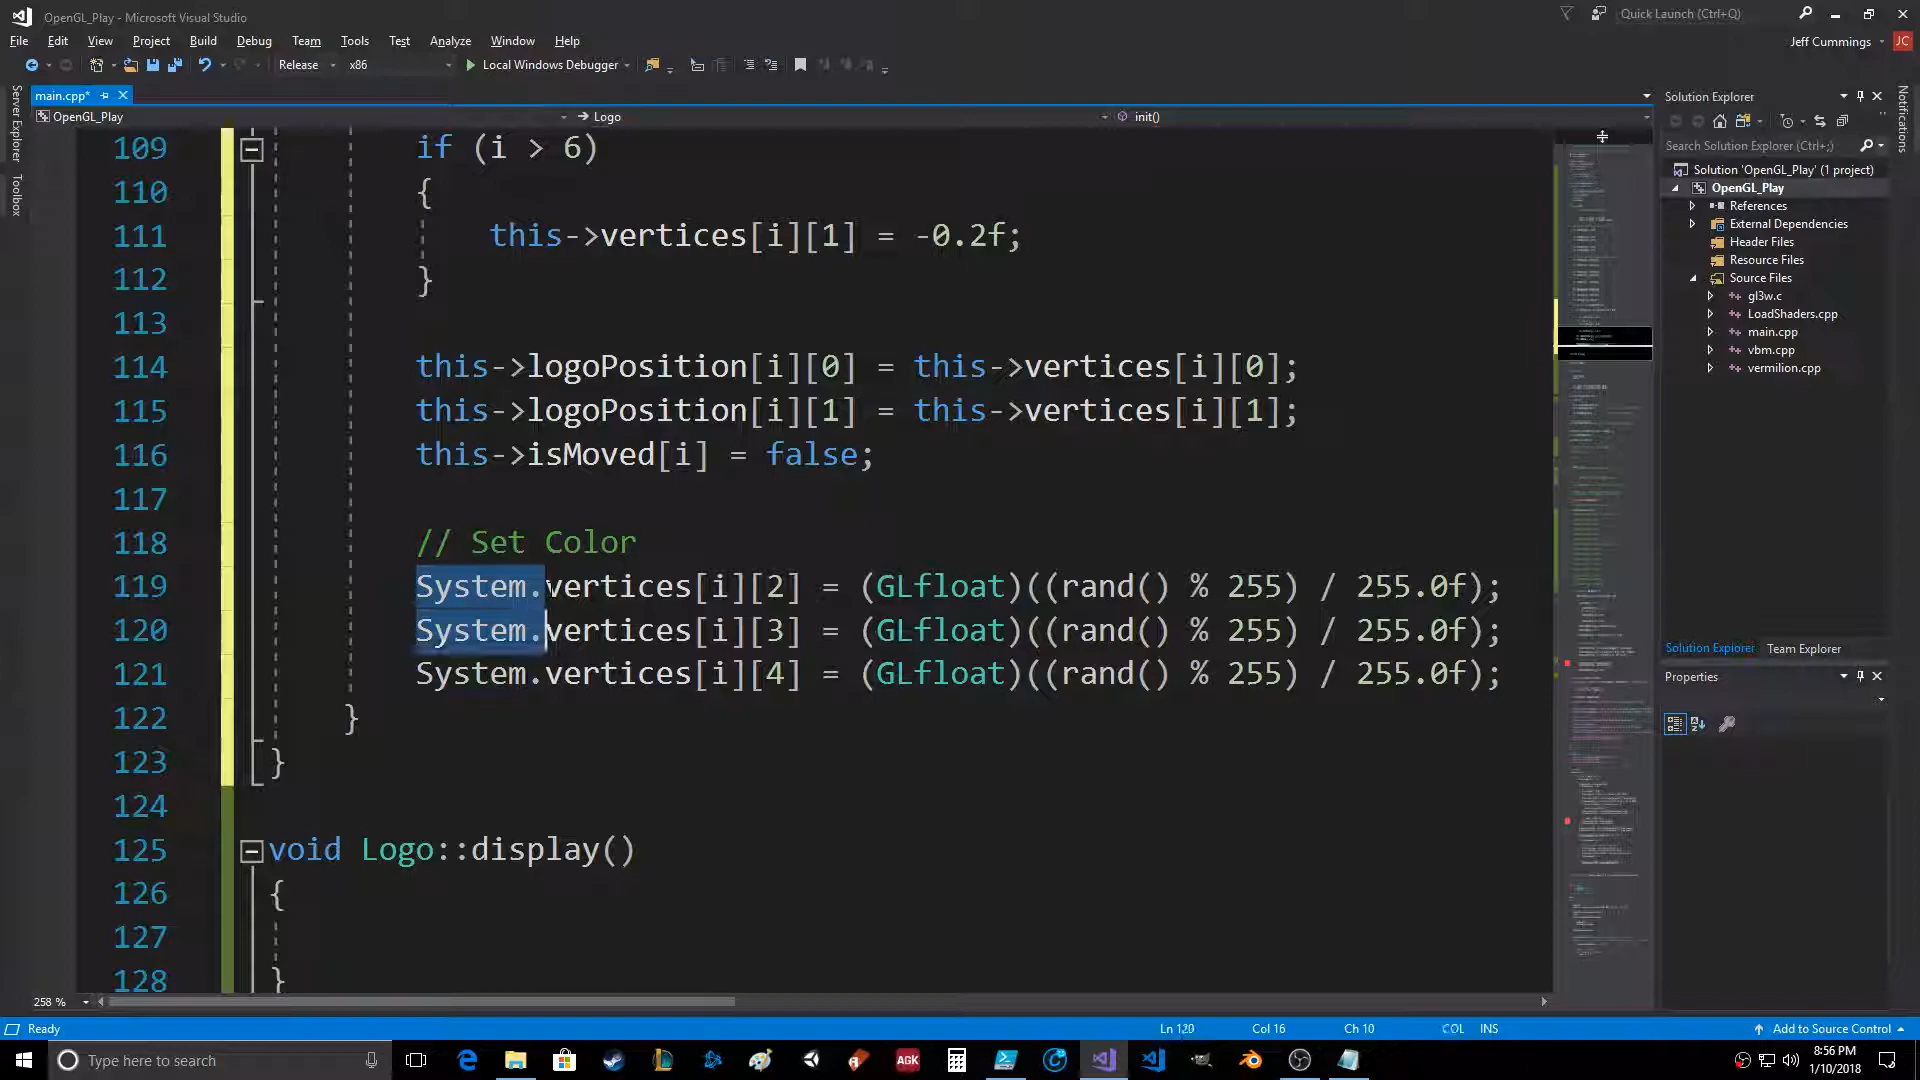 OpenGL_Play - Microsoft Visual Studio
Quick Launch (Ctrl+Q)
File Edit View Project Build Debug Team Tools Test Analyze Window Help
Jeff Cummings
JC
Release x86 Local Windows Debugger
Server Explorer
Toolbox
Notifications
main.cpp*
OpenGL_Play
Logo
init()
109 if (i > 6)
110 {
111 this->vertices[i][1] = -0.2f;
112 }
113
114 this->logoPosition[i][0] = this->vertices[i][0];
115 this->logoPosition[i][1] = this->vertices[i][1];
116 this->isMoved[i] = false;
117
118 // Set Color
119 System.vertices[i][2] = (GLfloat)((rand() % 255) / 255.0f);
120 System.vertices[i][3] = (GLfloat)((rand() % 255) / 255.0f);
121 System.vertices[i][4] = (GLfloat)((rand() % 255) / 255.0f);
122 }
123 }
124
125 void Logo::display()
126 {
127
128 }
258 %
Solution Explorer
Search Solution Explorer (Ctrl+;)
Solution 'OpenGL_Play' (1 project)
OpenGL_Play
References
External Dependencies
Header Files
Resource Files
Source Files
gl3w.c
LoadShaders.cpp
main.cpp
vbm.cpp
vermilion.cpp
Solution Explorer Team Explorer
Properties
Ready
Ln 120 Col 16 Ch 10 COL INS
Add to Source Control
Type here to search
AGK
8:56 PM
1/10/2018